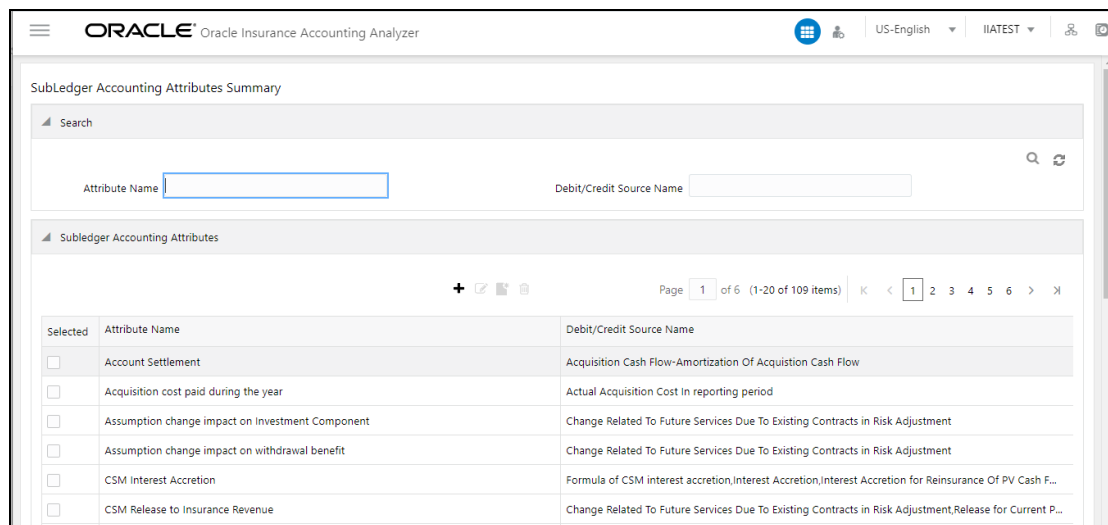 ORACLE® Oracle Insurance Accounting Analyzer US-English IIATEST
SubLedger Accounting Attributes Summary
Search
Attribute Name Debit/Credit Source Name
Subledger Accounting Attributes
Page 1 of 6 (1-20 of 109 items) 1 2 3 4 5 6
Selected Attribute Name Debit/Credit Source Name
Account Settlement Acquisition Cash Flow-Amortization Of Acquistion Cash Flow
Acquisition cost paid during the year Actual Acquisition Cost In reporting period
Assumption change impact on Investment Component Change Related To Future Services Due To Existing Contracts in Risk Adjustment
Assumption change impact on withdrawal benefit Change Related To Future Services Due To Existing Contracts in Risk Adjustment
CSM Interest Accretion Formula of CSM interest accretion,Interest Accretion,Interest Accretion for Reinsurance Of PV Cash F...
CSM Release to Insurance Revenue Change Related To Future Services Due To Existing Contracts in Risk Adjustment,Release for Current P...